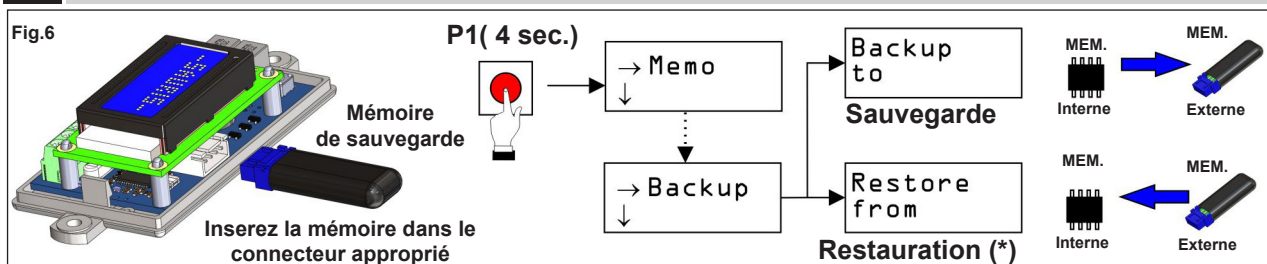 Fig.6
-SICURIS-
Mémoire
de sauvegarde
Inserez la mémoire dans le
connecteur approprié
P1( 4 sec.)
→ Memo
↓
→ Backup
↓
Backup
to
Sauvegarde
Restore
from
Restauration (*)
MEM.
Interne
MEM.
Externe
MEM.
Interne
MEM.
Externe